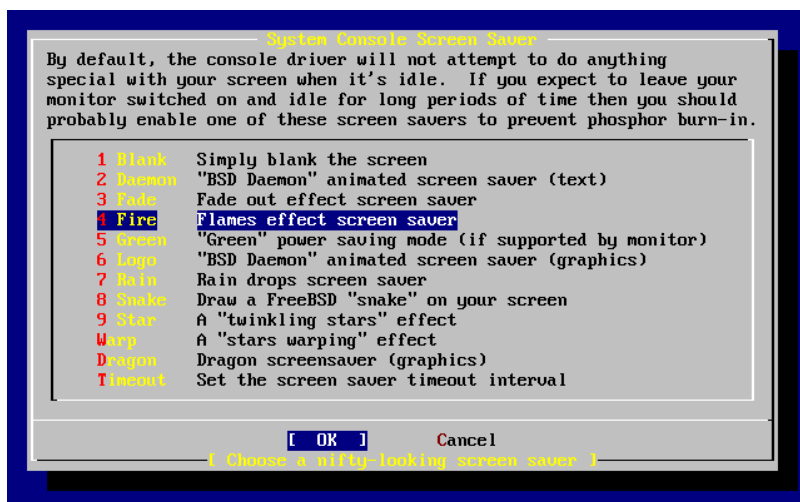 System Console Screen Saver
By default, the console driver will not attempt to do anything
special with your screen when it's idle.  If you expect to leave your
monitor switched on and idle for long periods of time then you should
probably enable one of these screen savers to prevent phosphor burn-in.
1 Blank   Simply blank the screen
2 Daemon  "BSD Daemon" animated screen saver (text)
3 Fade    Fade out effect screen saver
4 Fire    Flames effect screen saver
5 Green   "Green" power saving mode (if supported by monitor)
6 Logo    "BSD Daemon" animated screen saver (graphics)
7 Rain    Rain drops screen saver
8 Snake   Draw a FreeBSD "snake" on your screen
9 Star    A "twinkling stars" effect
Warp      A "stars warping" effect
Dragon    Dragon screensaver (graphics)
Timeout   Set the screen saver timeout interval
[  OK  ]     Cancel
[ Choose a nifty-looking screen saver ]